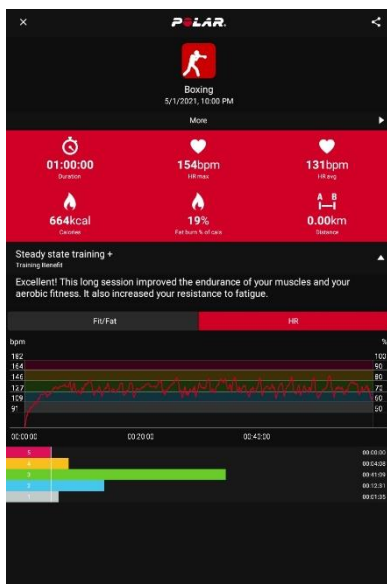 POLAR.
Boxing
5/1/2021, 10:00 PM
More
01:00:00
Duration
154bpm
HR max
131bpm
HR avg
664kcal
Calories
19%
Fat burn % of cals
A B
0.00km
Distance
Steady state training +
Training Benefit
Excellent! This long session improved the endurance of your muscles and your
aerobic fitness. It also increased your resistance to fatigue.
Fit/Fat HR
bpm %
182 100
164 90
146 80
127 70
109 60
91 50
00:00:00 00:20:00 00:40:00
5 00:00:00
4 00:04:08
3 00:41:09
2 00:12:31
1 00:01:35